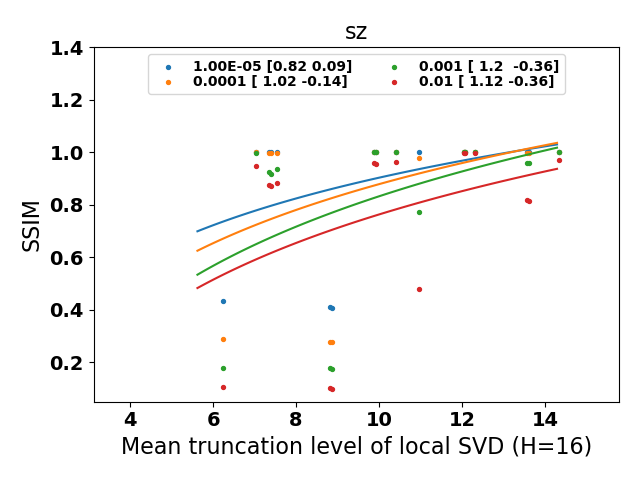 sz
1.00E-05 [0.82 0.09]
0.0001 [ 1.02 -0.14]
0.001 [ 1.2  -0.36]
0.01 [ 1.12 -0.36]
1.4
1.2
1.0
0.8
0.6
0.4
0.2
SSIM
4 6 8 10 12 14
Mean truncation level of local SVD (H=16)